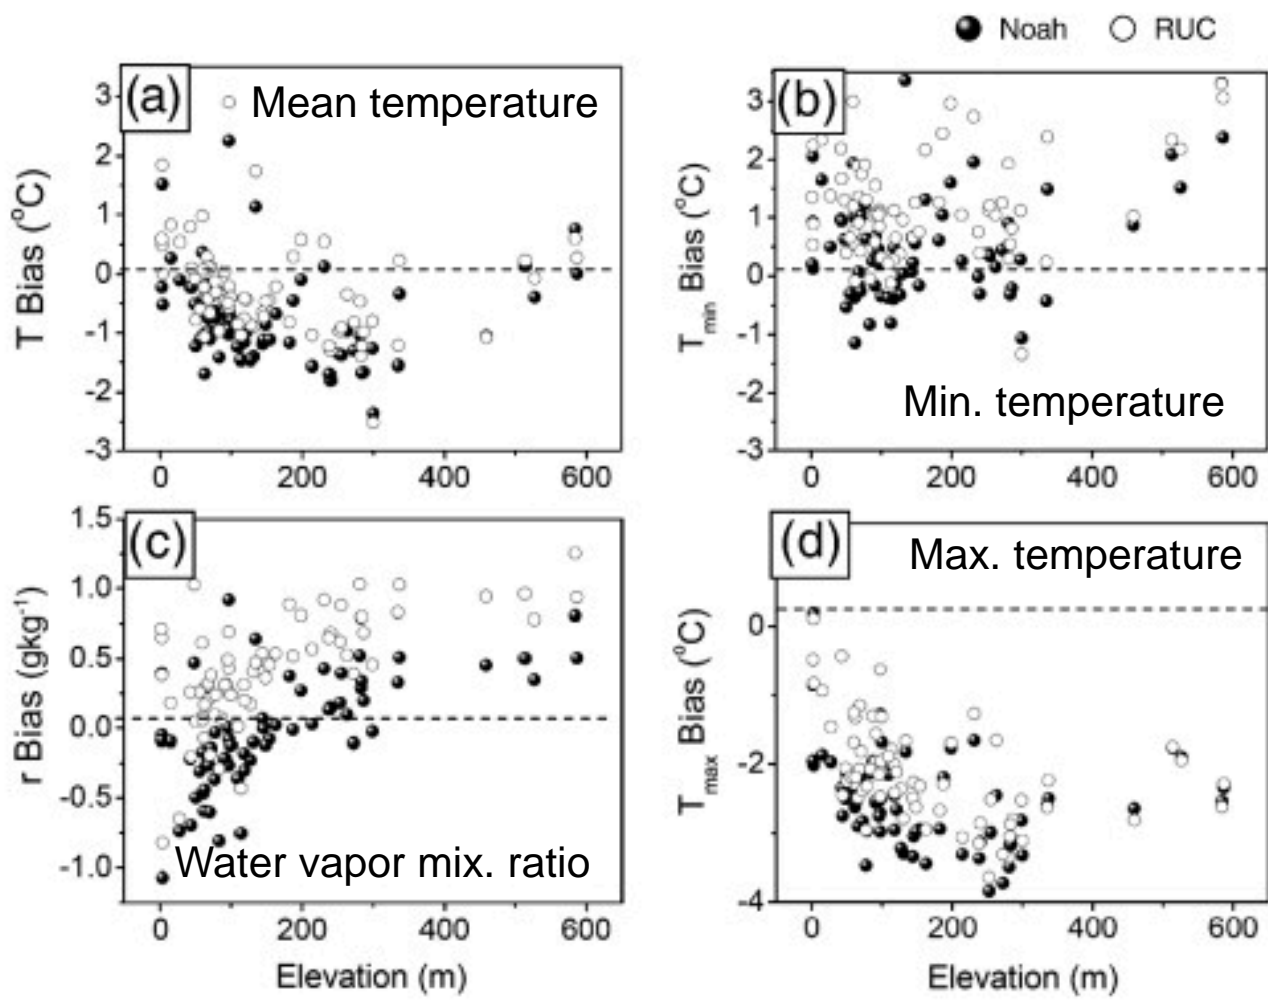 Noah RUC
(a) Mean temperature
3
2
1
0
-1
-2
-3
T Bias (°C)
0 200 400 600
(b)
3
2
1
0
-1
-2
-3
Tmin Bias (°C)
Min. temperature
0 200 400 600
(c)
1.5
1.0
0.5
0.0
-0.5
-1.0
r Bias (gkg⁻¹)
Water vapor mix. ratio
0 200 400 600
Elevation (m)
(d) Max. temperature
0
-2
-4
Tmax Bias (°C)
0 200 400 600
Elevation (m)